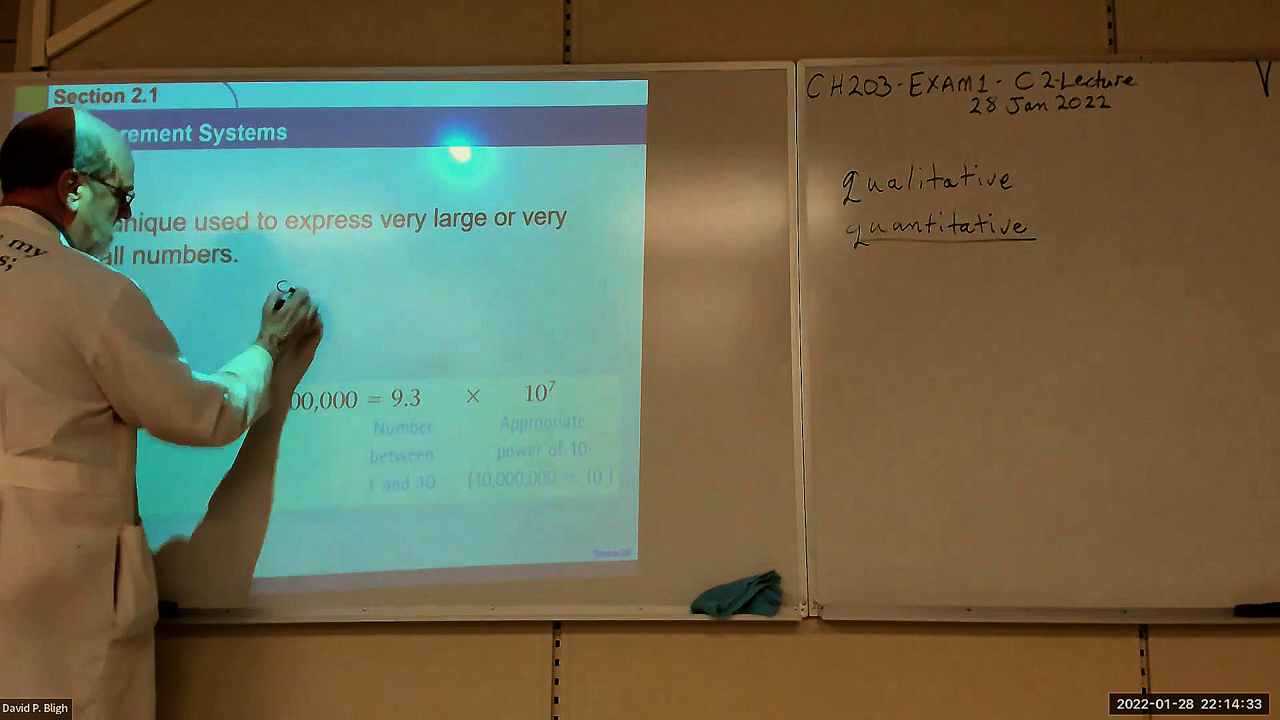 Section 2.1
rement Systems
nique used to express very large or very
all numbers.
00,000 = 9.3 × 10⁷
Number Appropriate
between power of 10
1 and 10 (10,000,000 = 10⁷)
my
s;
CH203-EXAM1- C2-Lecture
28 Jan 2022
qualitative
quantitative
David P. Bligh
2022-01-28 22:14:33